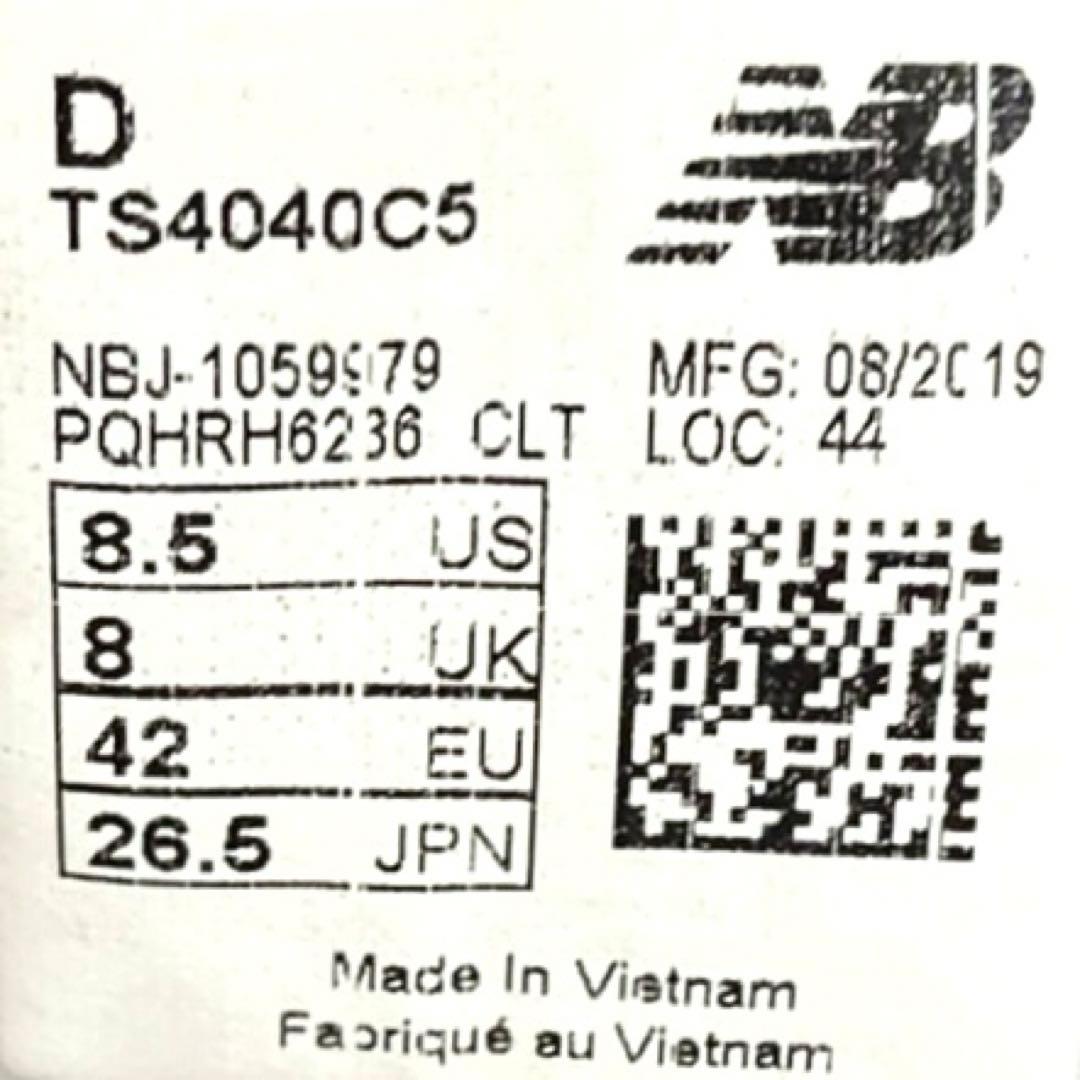 D
TS4040C5
NB
NBJ-1059979 MFG: 08/2019
PQHRH6236 CLT LOC: 44
8.5 US
8 UK
42 EU
26.5 JPN
Made In Vietnam
Fabriqué au Vietnam